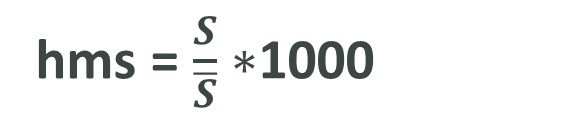 hms = S/S̅ *1000